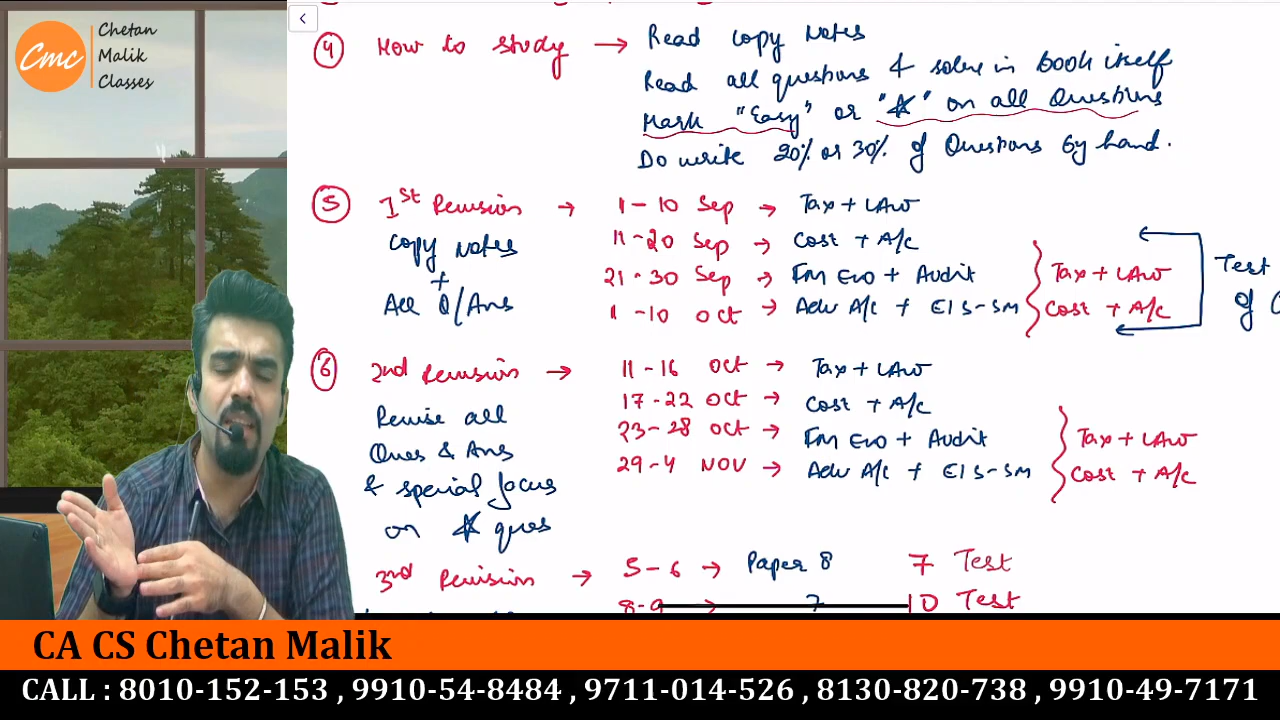 CMC
Chetan
Malik
Classes
4 How to study → Read copy Notes
Read all questions & solve in book itself
Mark "Easy" or "☆" on all Questions
Do write 20% or 30% of Questions by hand.
5 1st Revision → 1-10 Sep → Tax + LAW
Copy Notes
+
All Q/Ans
11-20 Sep → Cost + A/c
21-30 Sep → FM Eco + Audit
1-10 Oct → Adv A/c + EIS-SM
Tax + LAW
Cost + A/c
Test
of
6 2nd Revision → 11-16 Oct → Tax + LAW
Revise all
Ques & Ans
& special focus
on ☆ ques
17-22 Oct → Cost + A/c
23-28 Oct → FM Eco + Audit
29-4 NOV → Adv A/c + EIS-SM
Tax + LAW
Cost + A/c
3rd Revision → 5-6 → Paper 8 7 Test
8-9 → 7 10 Test
CA CS Chetan Malik
CALL : 8010-152-153 , 9910-54-8484 , 9711-014-526 , 8130-820-738 , 9910-49-7171